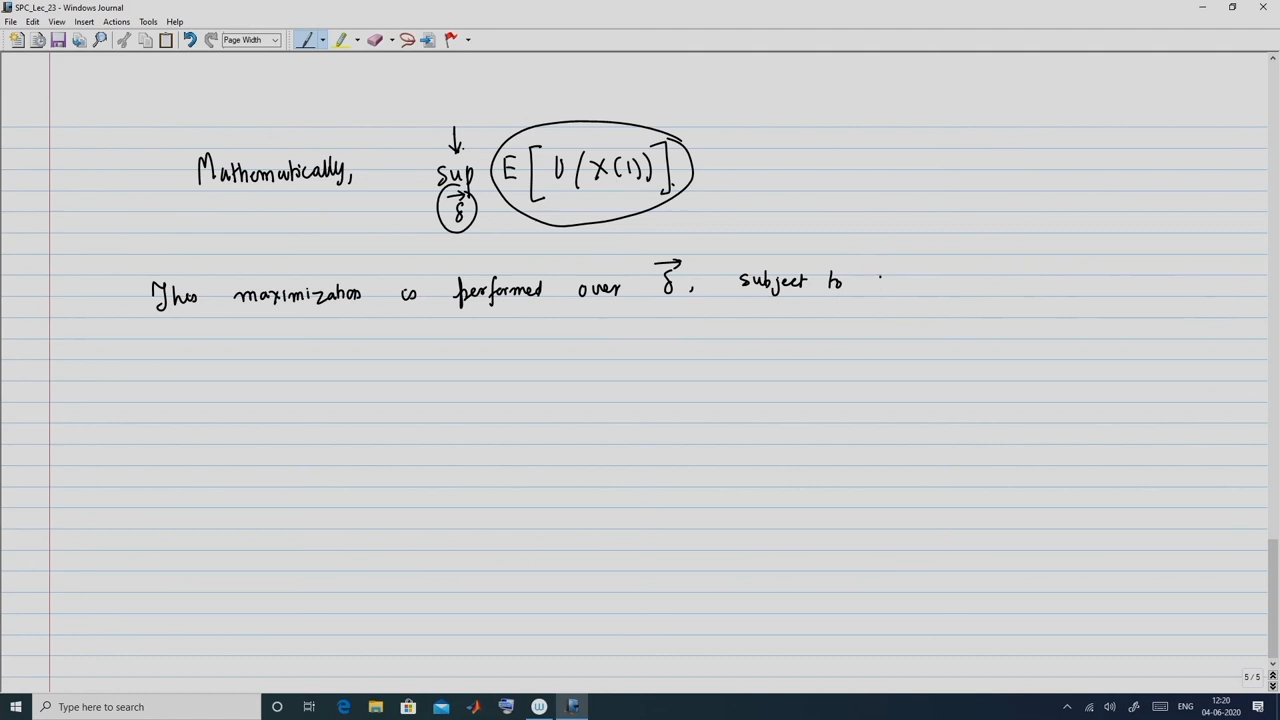 SPC_Lec_23 - Windows Journal
File Edit View Insert Actions Tools Help
Page Width
Mathematically, sup E [ U (X(1)) ].
δ⃗
This maximization is performed over δ⃗, subject to
5 / 5
Type here to search
ENG
12:20
04-06-2020